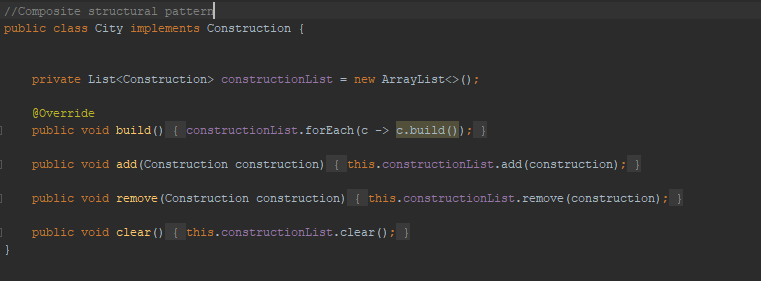 //Composite structural pattern
public class City implements Construction {
private List<Construction> constructionList = new ArrayList<>();
@Override
public void build() { constructionList.forEach(c -> c.build()); }
public void add(Construction construction) { this.constructionList.add(construction); }
public void remove(Construction construction) { this.constructionList.remove(construction); }
public void clear() { this.constructionList.clear(); }
}